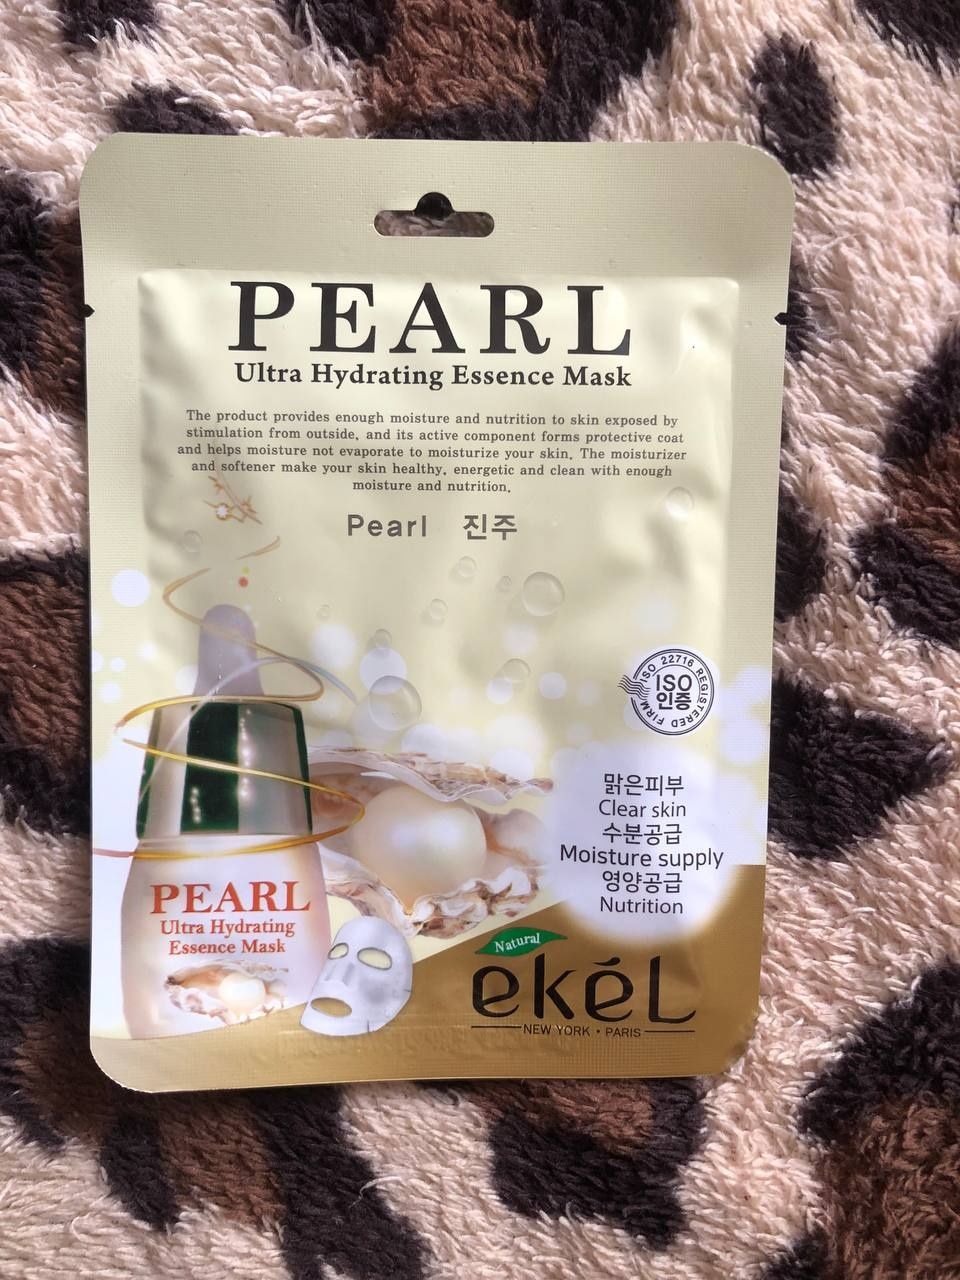 PEARL
Ultra Hydrating Essence Mask
The product provides enough moisture and nutrition to skin exposed by
stimulation from outside, and its active component forms protective coat
and helps moisture not evaporate to moisturize your skin. The moisturizer
and softener make your skin healthy, energetic and clean with enough
moisture and nutrition.
Pearl 진주
ISO 22716 REGISTERED FIRM
ISO
인증
맑은피부
Clear skin
수분공급
Moisture supply
영양공급
Nutrition
PEARL
Ultra Hydrating
Essence Mask
Natural
ekéL
NEW YORK • PARIS